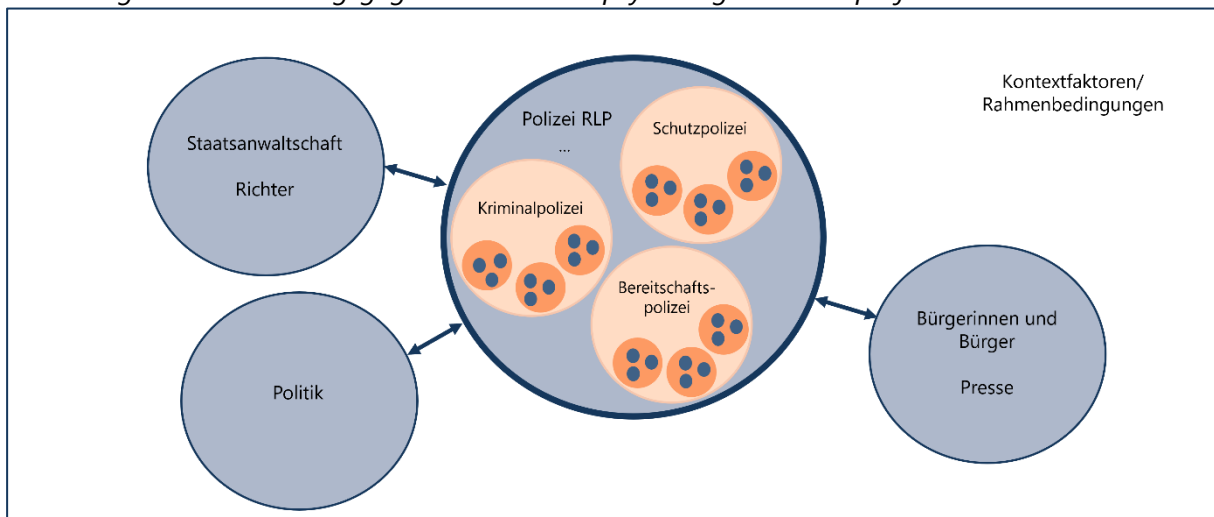 Staatsanwaltschaft
Richter
Politik
Polizei RLP
...
Kriminalpolizei
Schutzpolizei
Bereitschafts-
polizei
Kontextfaktoren/
Rahmenbedingungen
Bürgerinnen und
Bürger
Presse